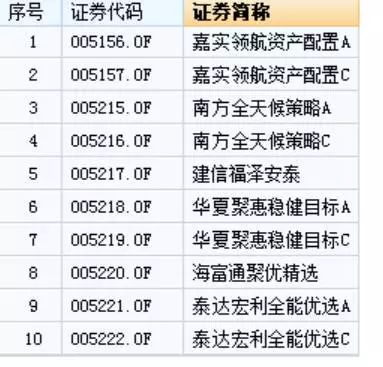 序号 证券代码 证券简称
1 005156.OF 嘉实领航资产配置A
2 005157.OF 嘉实领航资产配置C
3 005215.OF 南方全天候策略A
4 005216.OF 南方全天候策略C
5 005217.OF 建信福泽安泰
6 005218.OF 华夏聚惠稳健目标A
7 005219.OF 华夏聚惠稳健目标C
8 005220.OF 海富通聚优精选
9 005221.OF 泰达宏利全能优选A
10 005222.OF 泰达宏利全能优选C